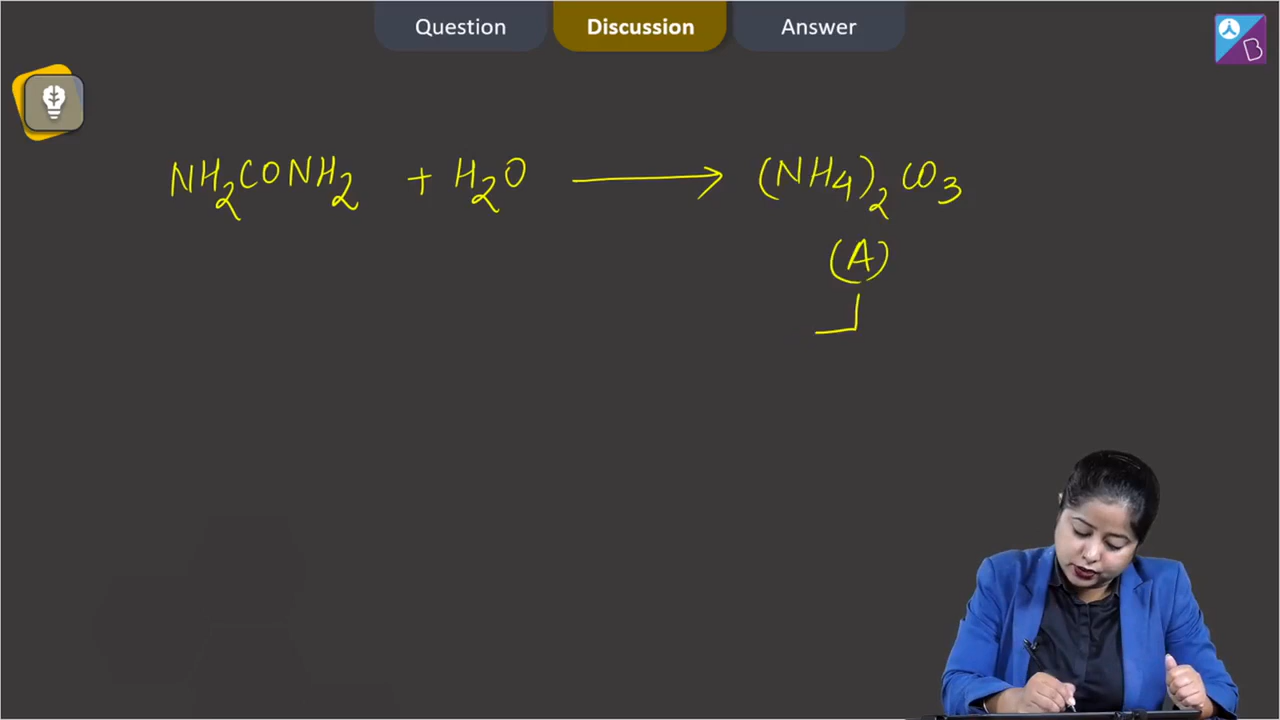 Question Discussion Answer
NH₂CONH₂ + H₂O ⟶ (NH4)₂CO₃
(A)